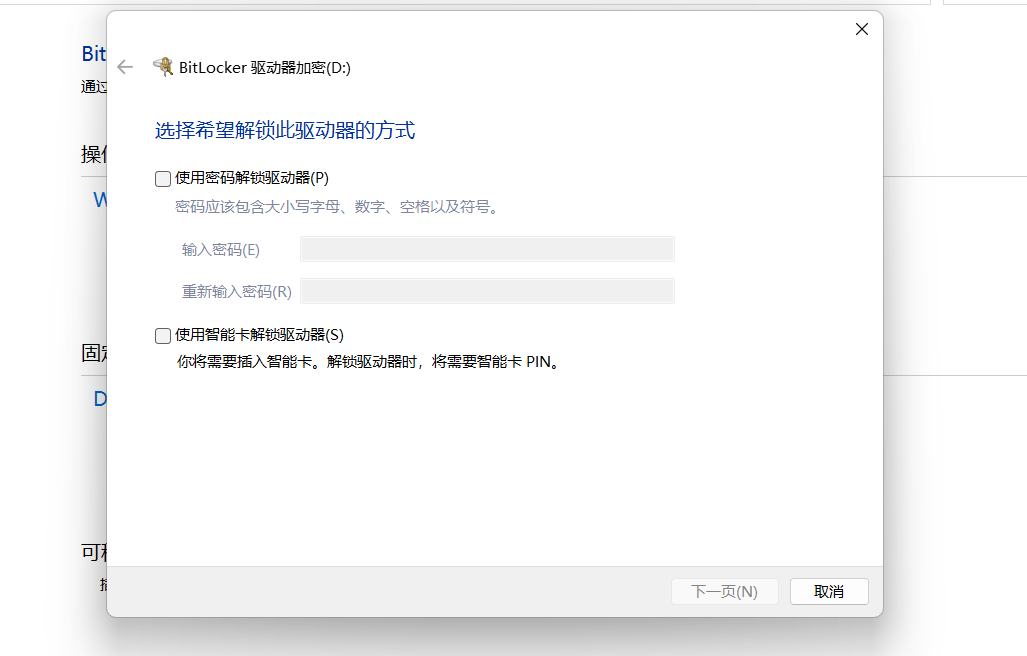 Bit
通过
操作
W
固定
D
BitLocker 驱动器加密(D:)
选择希望解锁此驱动器的方式
使用密码解锁驱动器(P)
密码应该包含大小写字母、数字、空格以及符号。
输入密码(E)
重新输入密码(R)
使用智能卡解锁驱动器(S)
你将需要插入智能卡。解锁驱动器时，将需要智能卡 PIN。
下一页(N)
取消